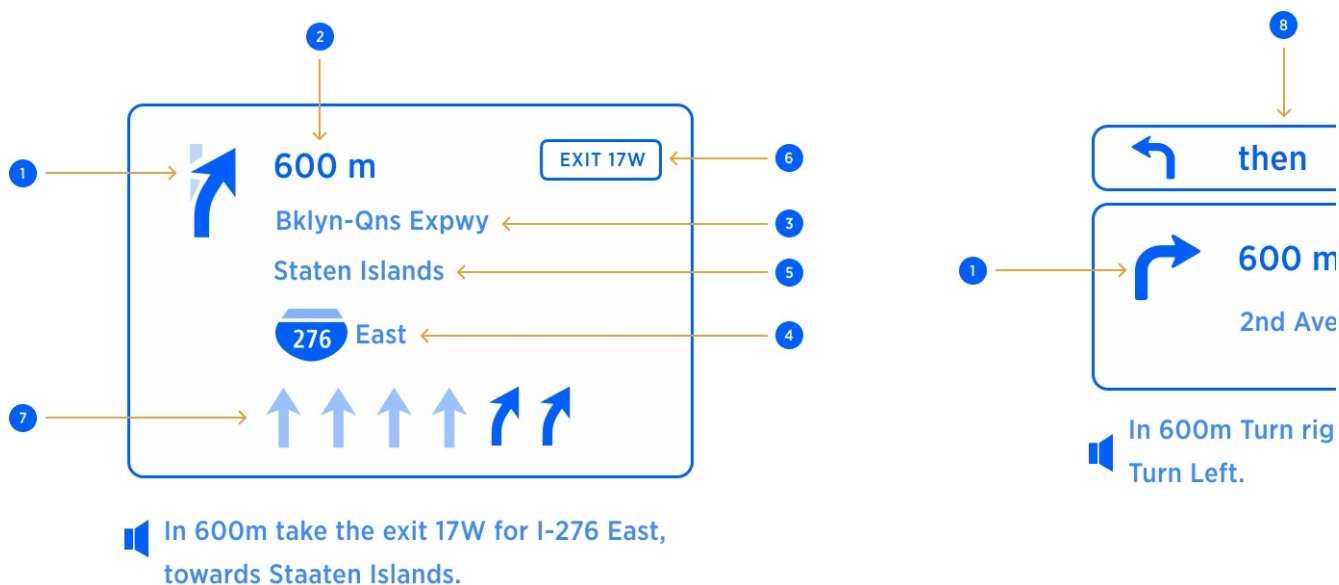 2
1
600 m
EXIT 17W
6
Bklyn-Qns Expwy
3
Staten Islands
5
276 East
4
7
In 600m take the exit 17W for I-276 East,
towards Staaten Islands.
8
then
1
600 m
2nd Ave
In 600m Turn rig
Turn Left.